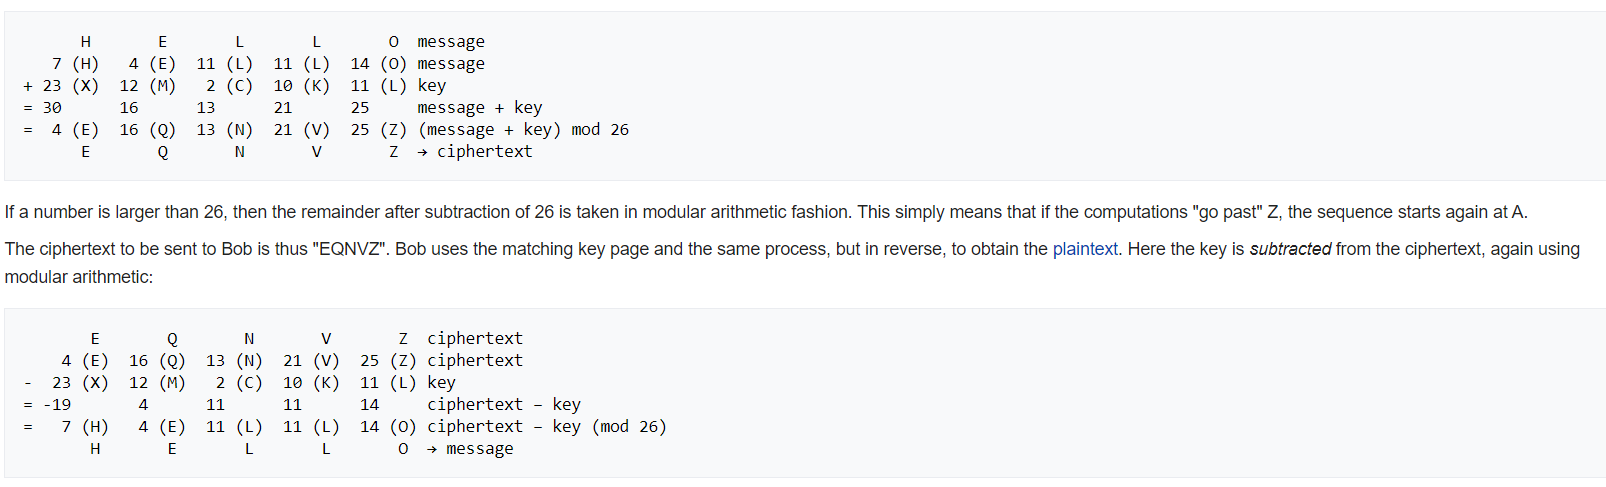 H       E       L       L       O  message
   7 (H)   4 (E)  11 (L)  11 (L)  14 (O) message
+ 23 (X)  12 (M)   2 (C)  10 (K)  11 (L) key
= 30      16      13      21      25     message + key
=  4 (E)  16 (Q)  13 (N)  21 (V)  25 (Z) (message + key) mod 26
      E       Q       N       V       Z  → ciphertext
If a number is larger than 26, then the remainder after subtraction of 26 is taken in modular arithmetic fashion. This simply means that if the computations "go past" Z, the sequence starts again at A.
The ciphertext to be sent to Bob is thus "EQNVZ". Bob uses the matching key page and the same process, but in reverse, to obtain the plaintext. Here the key is subtracted from the ciphertext, again using
modular arithmetic:
       E       Q       N       V       Z  ciphertext
    4 (E)  16 (Q)  13 (N)  21 (V)  25 (Z) ciphertext
-  23 (X)  12 (M)   2 (C)  10 (K)  11 (L) key
= -19       4      11      11      14     ciphertext – key
=   7 (H)   4 (E)  11 (L)  11 (L)  14 (O) ciphertext – key (mod 26)
       H       E       L       L       O  → message